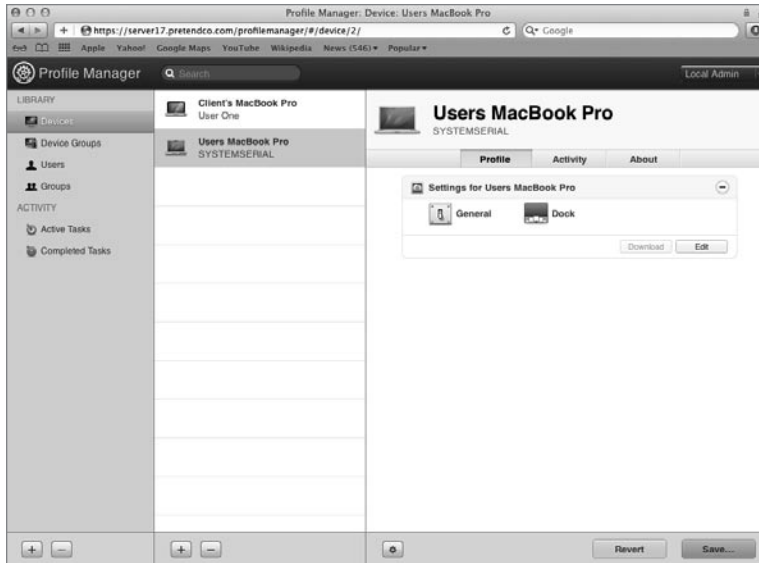 Profile Manager: Device: Users MacBook Pro
https://server17.pretendco.com/profilemanager/#/device/2/
Google
Apple Yahoo! Google Maps YouTube Wikipedia News (546) Popular
Profile Manager
Search
Local Admin
LIBRARY
Devices
Device Groups
Users
Groups
ACTIVITY
Active Tasks
Completed Tasks
Client's MacBook Pro
User One
Users MacBook Pro
SYSTEMSERIAL
Users MacBook Pro
SYSTEMSERIAL
Profile Activity About
Settings for Users MacBook Pro
General Dock
Download Edit
Revert Save...